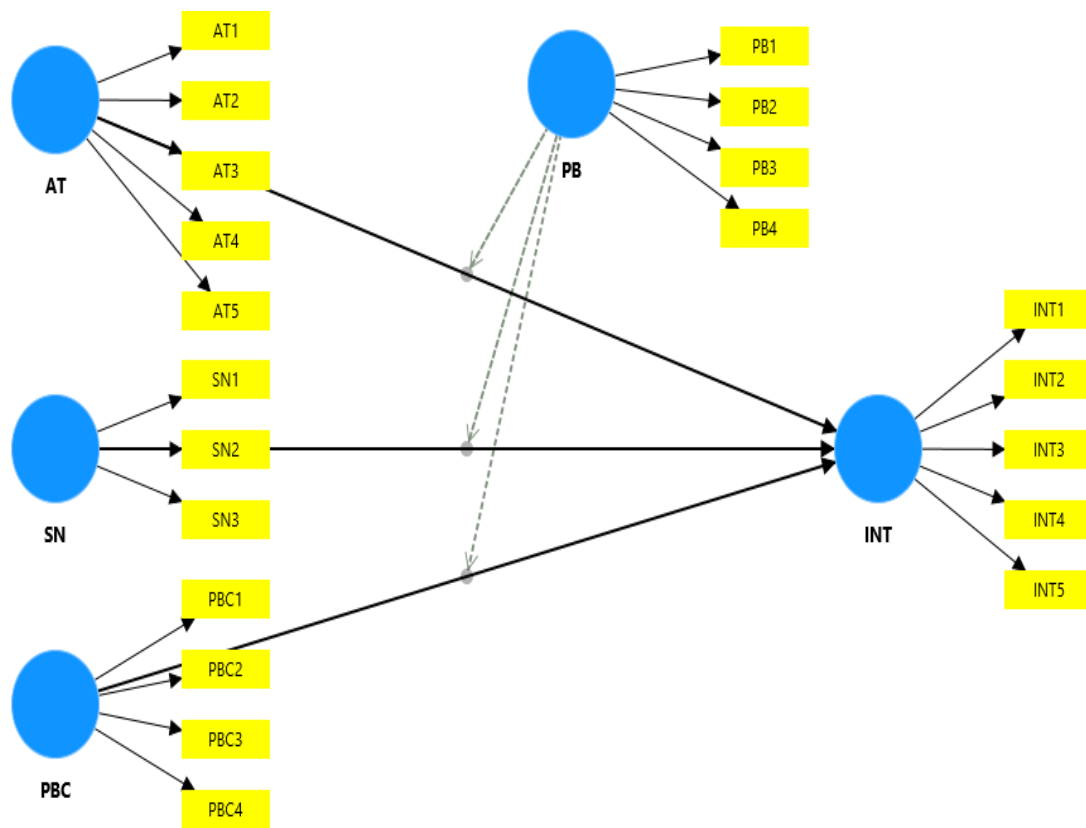 AT1
AT2
AT3
AT4
AT5
AT
PB1
PB2
PB3
PB4
PB
SN1
SN2
SN3
SN
INT1
INT2
INT3
INT4
INT5
INT
PBC1
PBC2
PBC3
PBC4
PBC